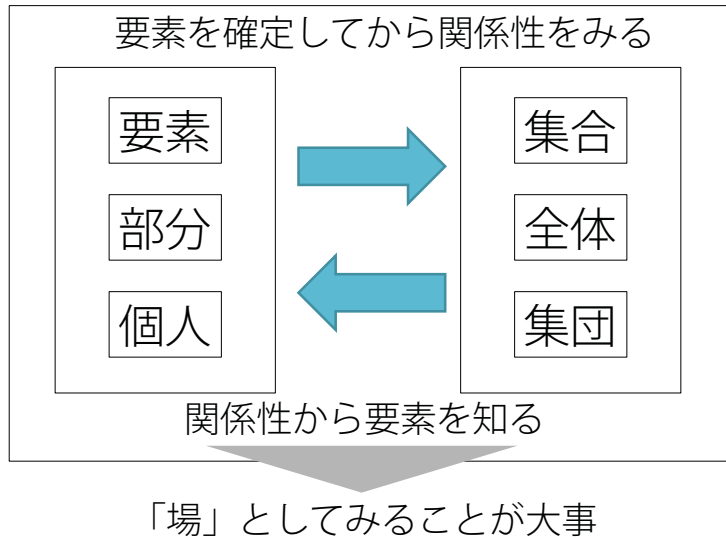 要素を確定してから関係性をみる
要素
部分
個人
集合
全体
集団
関係性から要素を知る
「場」としてみることが大事